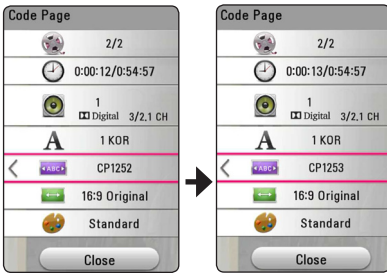 Code Page
2/2
0:00:12/0:54:57
1
Digital 3/2.1 CH
A
1 KOR
ABC
CP1252
16:9 Original
Standard
Close
Code Page
2/2
0:00:13/0:54:57
1
Digital 3/2.1 CH
A
1 KOR
ABC
CP1253
16:9 Original
Standard
Close